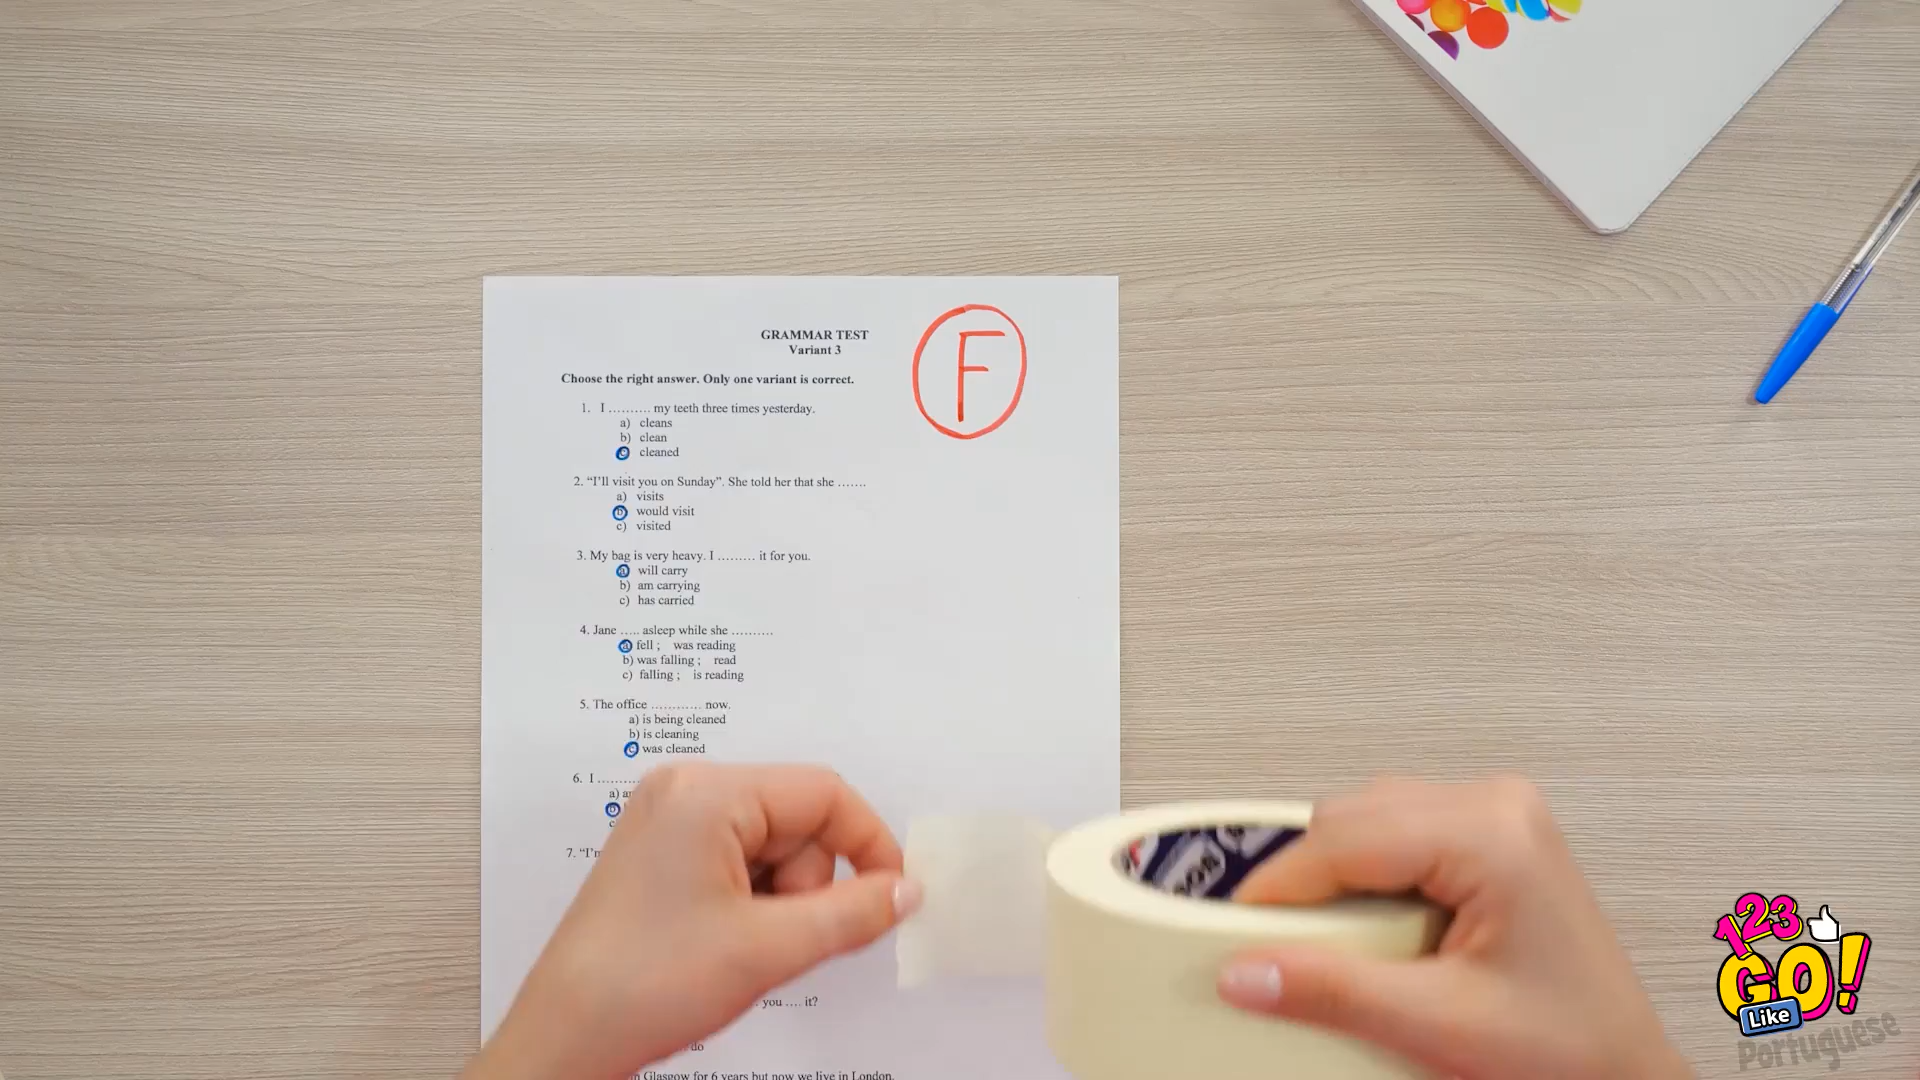 GRAMMAR TEST
Variant 3
F
Choose the right answer. Only one variant is correct.
1. I .......... my teeth three times yesterday.
a) cleans
b) clean
c) cleaned
2. “I’ll visit you on Sunday”. She told her that she .......
a) visits
b) would visit
c) visited
3. My bag is very heavy. I ......... it for you.
a) will carry
b) am carrying
c) has carried
4. Jane ..... asleep while she ..........
a) fell ; was reading
b) was falling ; read
c) falling ; is reading
5. The office ............ now.
a) is being cleaned
b) is cleaning
c) was cleaned
6. I ..........
a)
b)
7. “I’m
you .... it?
do
Glasgow for 6 years but now we live in London.
123
GO!
Like
Portuguese